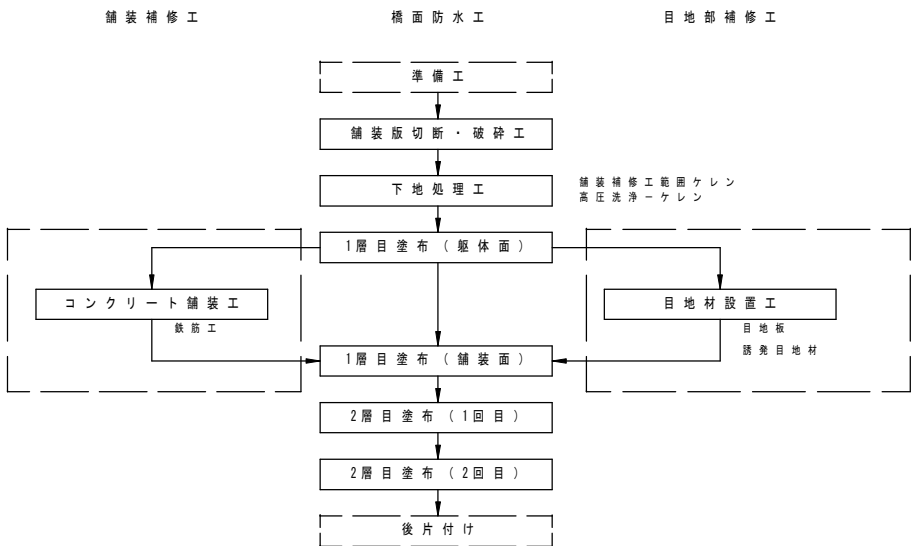 舗装補修工
橋面防水工
目地部補修工
準備工
舗装版切断・破砕工
下地処理工
舗装補修工範囲ケレン
高圧洗浄ーケレン
1層目塗布(躯体面)
コンクリート舗装工
鉄筋工
目地材設置工
目地板
誘発目地材
1層目塗布(舗装面)
2層目塗布(1回目)
2層目塗布(2回目)
後片付け